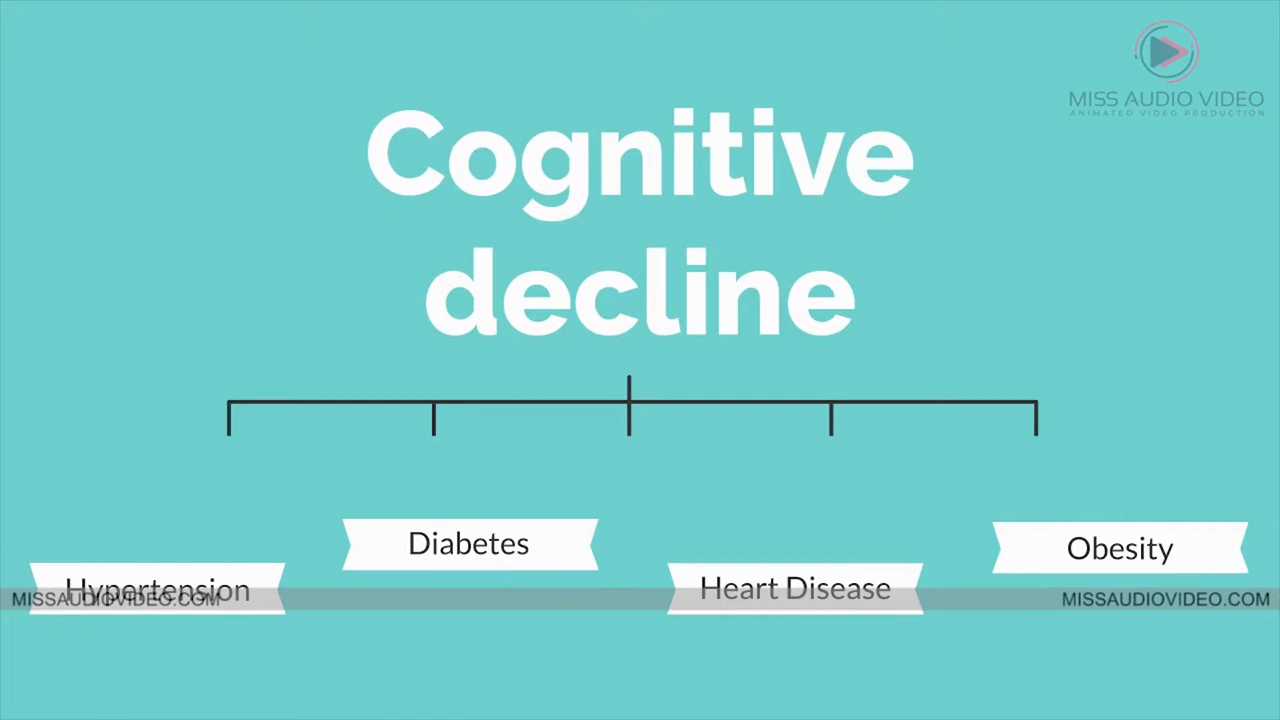 MISS AUDIO VIDEO
ANIMATED VIDEO PRODUCTION
Cognitive
decline
Diabetes
Obesity
Hypertension
Heart Disease
MISSAUDIOVIDEO.COM
MISSAUDIOVIDEO.COM